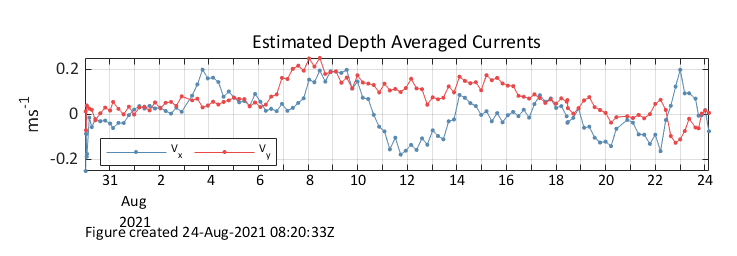 Estimated Depth Averaged Currents
ms-1
0.2
0
-0.2
Vx
Vy
31 2 4 6 8 10 12 14 16 18 20 22 24
Aug
2021
Figure created 24-Aug-2021 08:20:33Z